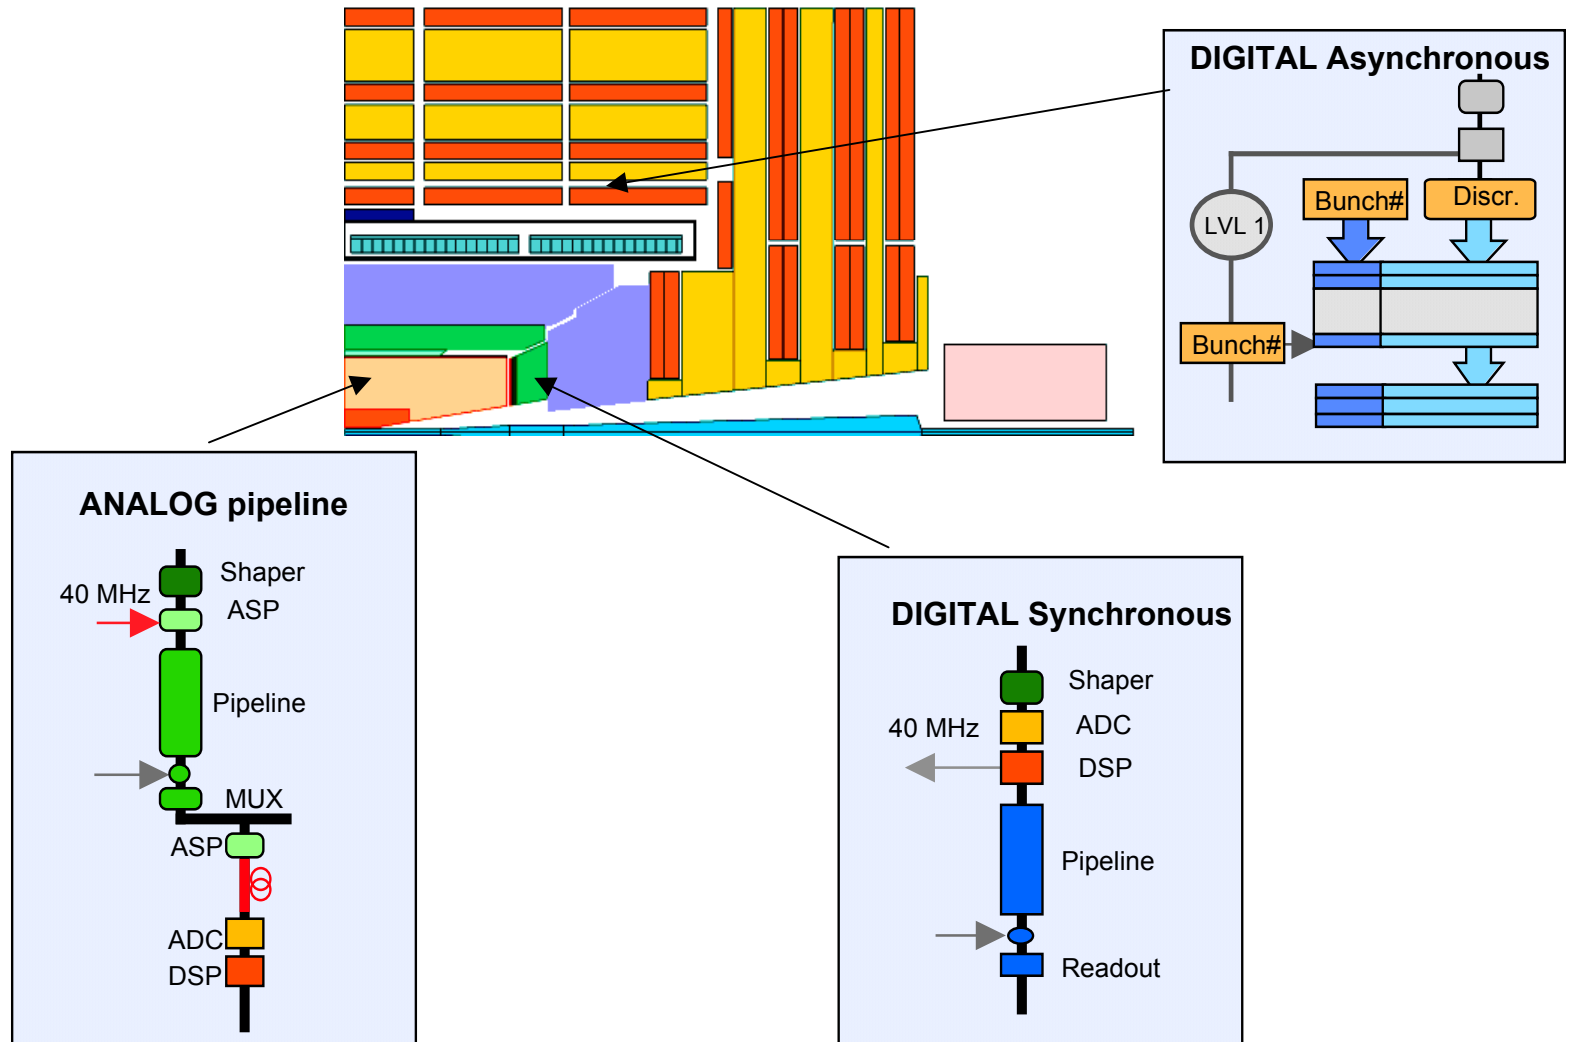 DIGITAL Asynchronous
Bunch#
Discr.
LVL 1
Bunch#
ANALOG pipeline
Shaper
40 MHz
ASP
Pipeline
MUX
ASP
ADC
DSP
DIGITAL Synchronous
Shaper
40 MHz
ADC
DSP
Pipeline
Readout